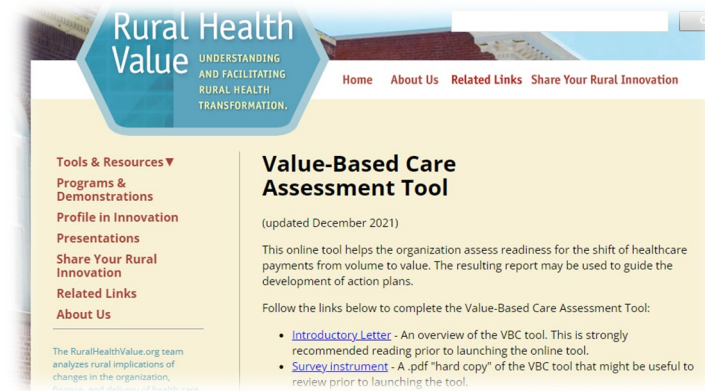 Rural Health
Value
UNDERSTANDING
AND FACILITATING
RURAL HEALTH
TRANSFORMATION.
Home About Us Related Links Share Your Rural Innovation
Tools & Resources▼
Programs &
Demonstrations
Profile in Innovation
Presentations
Share Your Rural
Innovation
Related Links
About Us
The RuralHealthValue.org team
analyzes rural implications of
changes in the organization,
finance, and delivery of health care
Value-Based Care
Assessment Tool
(updated December 2021)
This online tool helps the organization assess readiness for the shift of healthcare
payments from volume to value. The resulting report may be used to guide the
development of action plans.
Follow the links below to complete the Value-Based Care Assessment Tool:
• Introductory Letter - An overview of the VBC tool. This is strongly
recommended reading prior to launching the online tool.
• Survey instrument - A .pdf "hard copy" of the VBC tool that might be useful to
review prior to launching the tool.